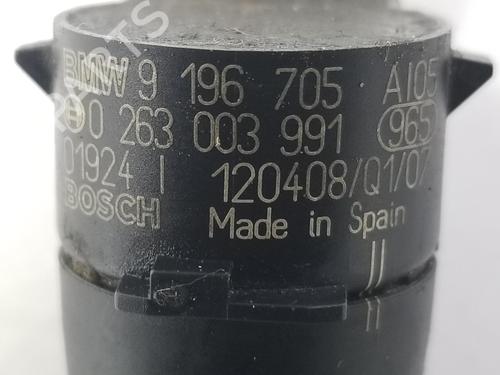 BMW 9 196 705 AI05
0 263 003 991 965
01924 I 120408/Q1/07
BOSCH Made in Spain